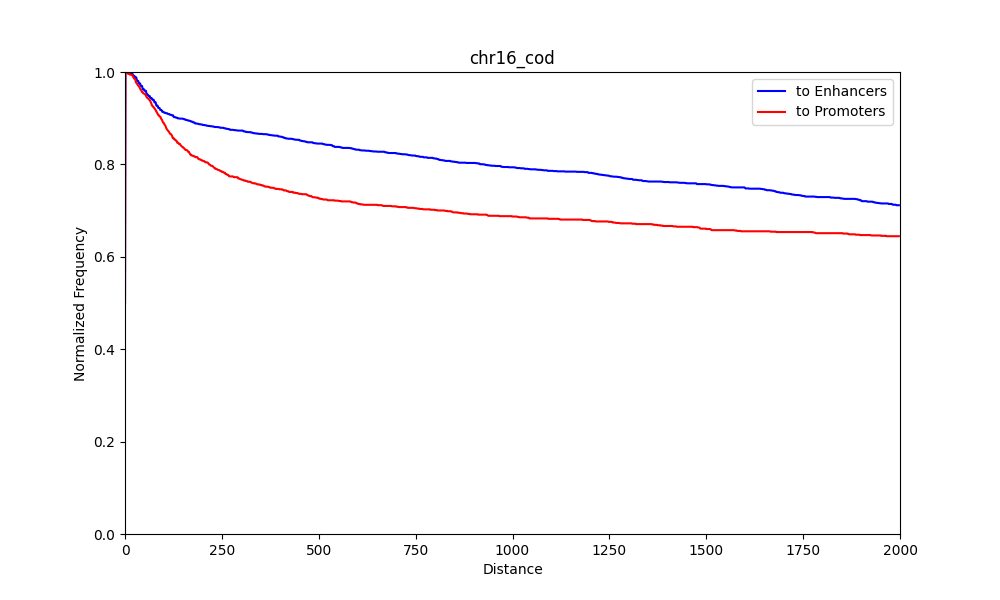 chr16_cod
to Enhancers
to Promoters
Normalized Frequency
1.0
0.8
0.6
0.4
0.2
0.0
0 250 500 750 1000 1250 1500 1750 2000
Distance